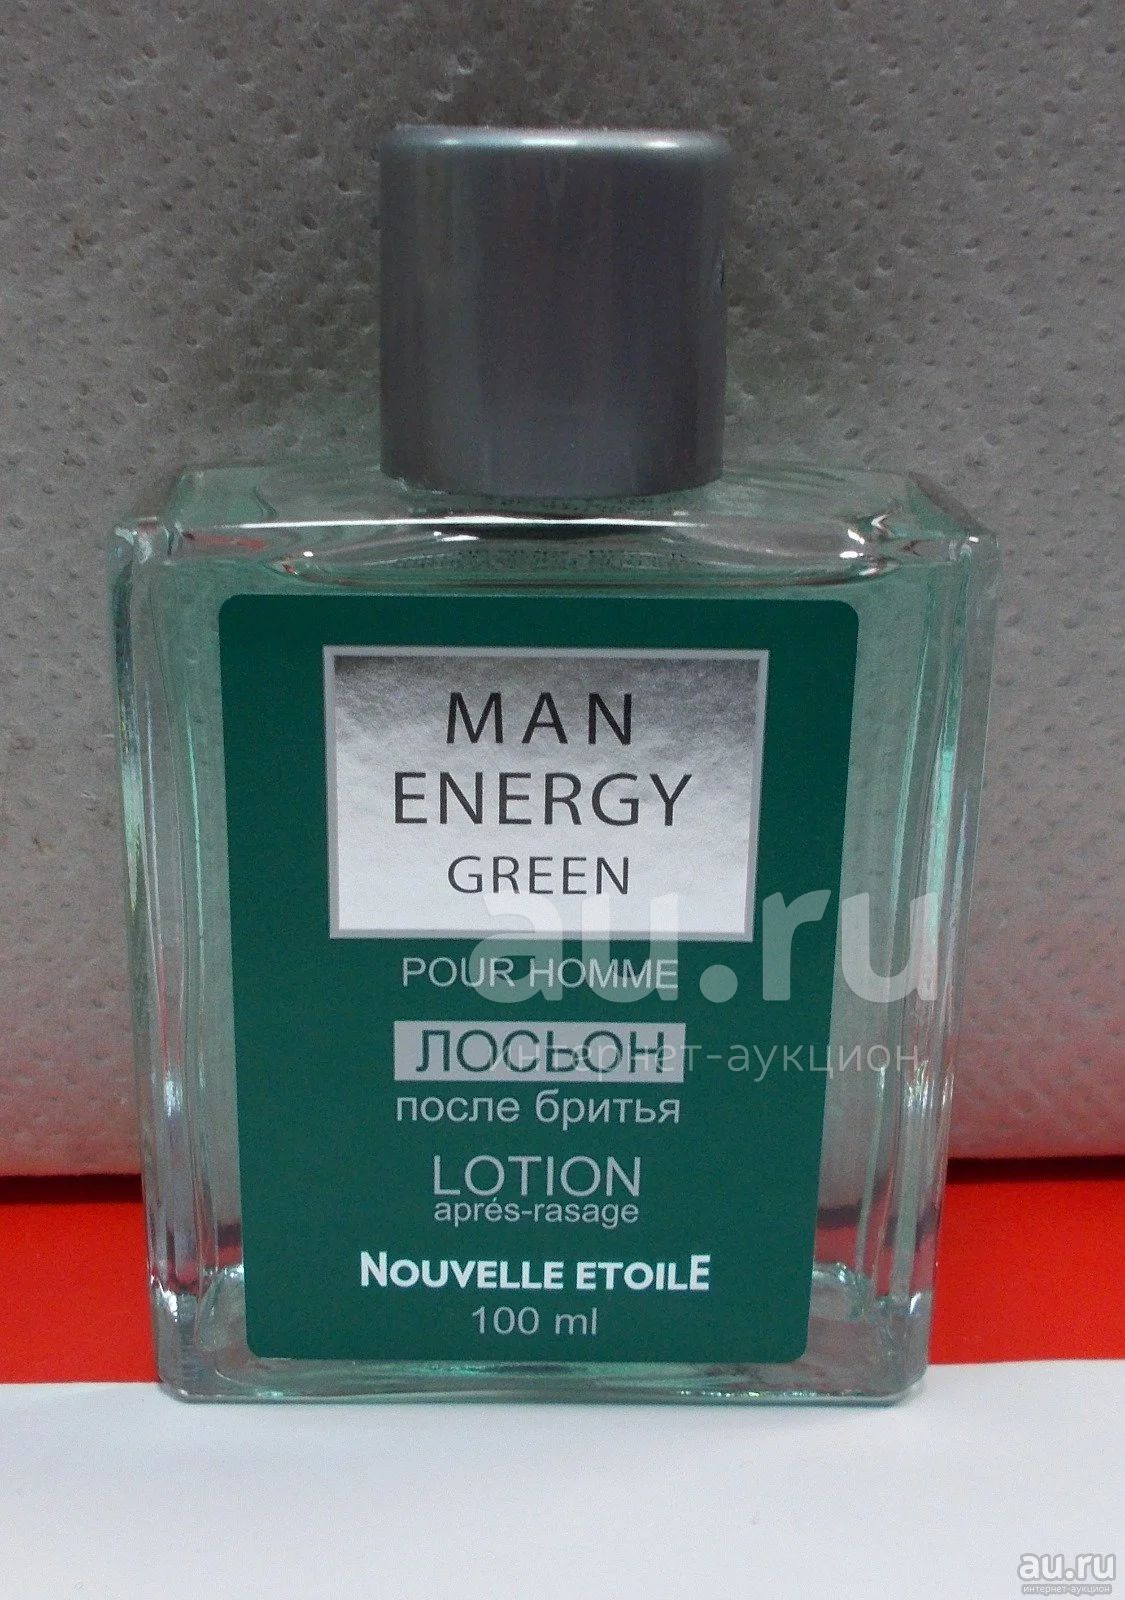 MAN
ENERGY
GREEN
POUR HOMME
ЛОСЬОН
после бритья
LOTION
aprés-rasage
NOUVELLE ETOILE
100 ml
au.ru
интернет-аукцион
au.ru
интернет-аукцион